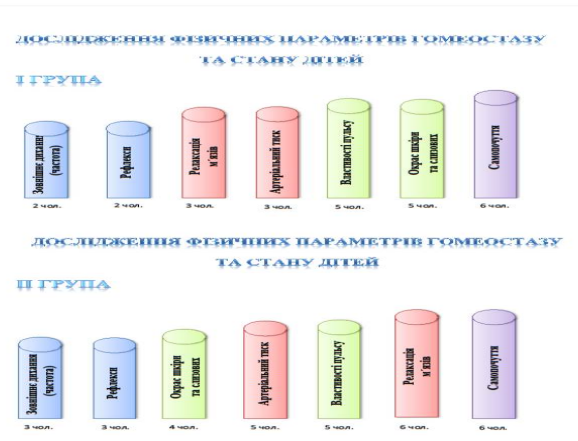 ДОСЛІДЖЕННЯ ФІЗИЧНИХ ПАРАМЕТРІВ ГОМЕОСТАЗУ
ТА СТАНУ ДІТЕЙ
І ГРУПА
Зовнішнє дихання
(частота)
Рефлекси
Релаксація
м'язів
Артеріальний тиск
Властивості пульсу
Окрас шкіри
та слизових
Самопочуття
2 чол.
2 чол.
3 чол.
3 чол.
5 чол.
5 чол.
6 чол.
ДОСЛІДЖЕННЯ ФІЗИЧНИХ ПАРАМЕТРІВ ГОМЕОСТАЗУ
ТА СТАНУ ДІТЕЙ
ІІ ГРУПА
Зовнішнє дихання
(частота)
Рефлекси
Окрас шкіри
та слизових
Артеріальний тиск
Властивості пульсу
Релаксація
м'язів
Самопочуття
3 чол.
3 чол.
4 чол.
5 чол.
5 чол.
6 чол.
6 чол.